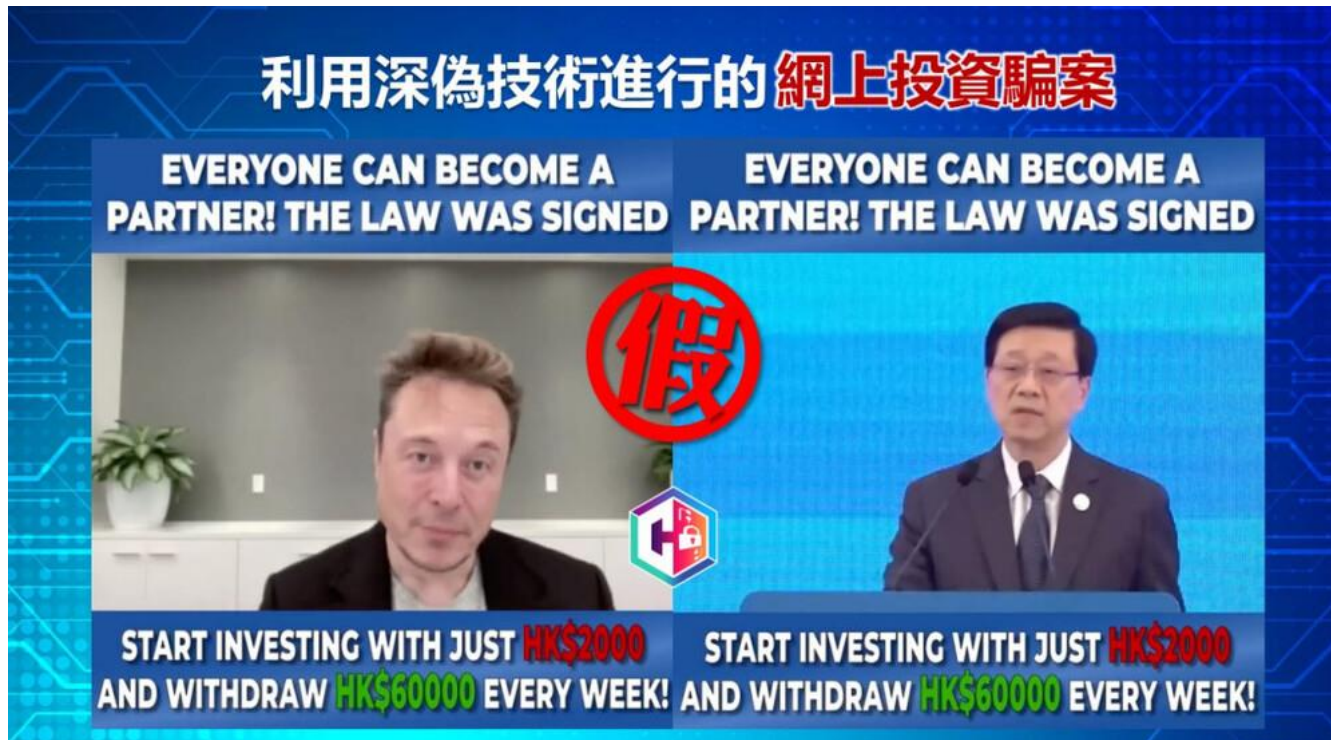 利用深偽技術進行的網上投資騙案
EVERYONE CAN BECOME A
PARTNER! THE LAW WAS SIGNED
EVERYONE CAN BECOME A
PARTNER! THE LAW WAS SIGNED
假
START INVESTING WITH JUST HK$2000
AND WITHDRAW HK$60000 EVERY WEEK!
START INVESTING WITH JUST HK$2000
AND WITHDRAW HK$60000 EVERY WEEK!